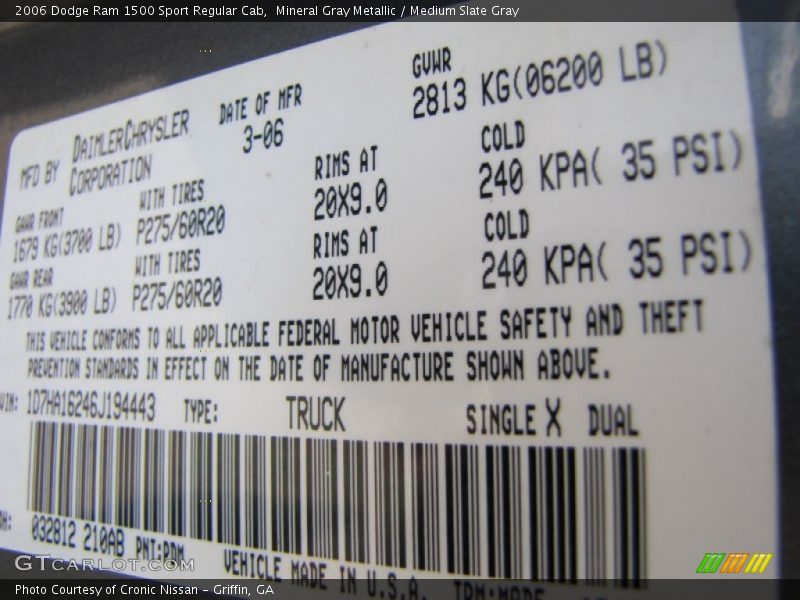 2006 Dodge Ram 1500 Sport Regular Cab, Mineral Gray Metallic / Medium Slate Gray
MFD BY DAIMLERCHRYSLER CORPORATION
DATE OF MFR
3-06
GVWR
2813 KG(06200 LB)
GAWR FRONT
1679 KG(3700 LB)
WITH TIRES
P275/60R20
RIMS AT
20X9.0
COLD
240 KPA( 35 PSI)
GAWR REAR
1770 KG(3900 LB)
WITH TIRES
P275/60R20
RIMS AT
20X9.0
COLD
240 KPA( 35 PSI)
THIS VEHICLE CONFORMS TO ALL APPLICABLE FEDERAL MOTOR VEHICLE SAFETY AND THEFT
PREVENTION STANDARDS IN EFFECT ON THE DATE OF MANUFACTURE SHOWN ABOVE.
VIN: 1D7HA16246J194443 TYPE: TRUCK SINGLE X DUAL
032812 210AB PNT:PDM
VEHICLE MADE IN U.S.A.
GTCARLOT.COM
Photo Courtesy of Cronic Nissan – Griffin, GA